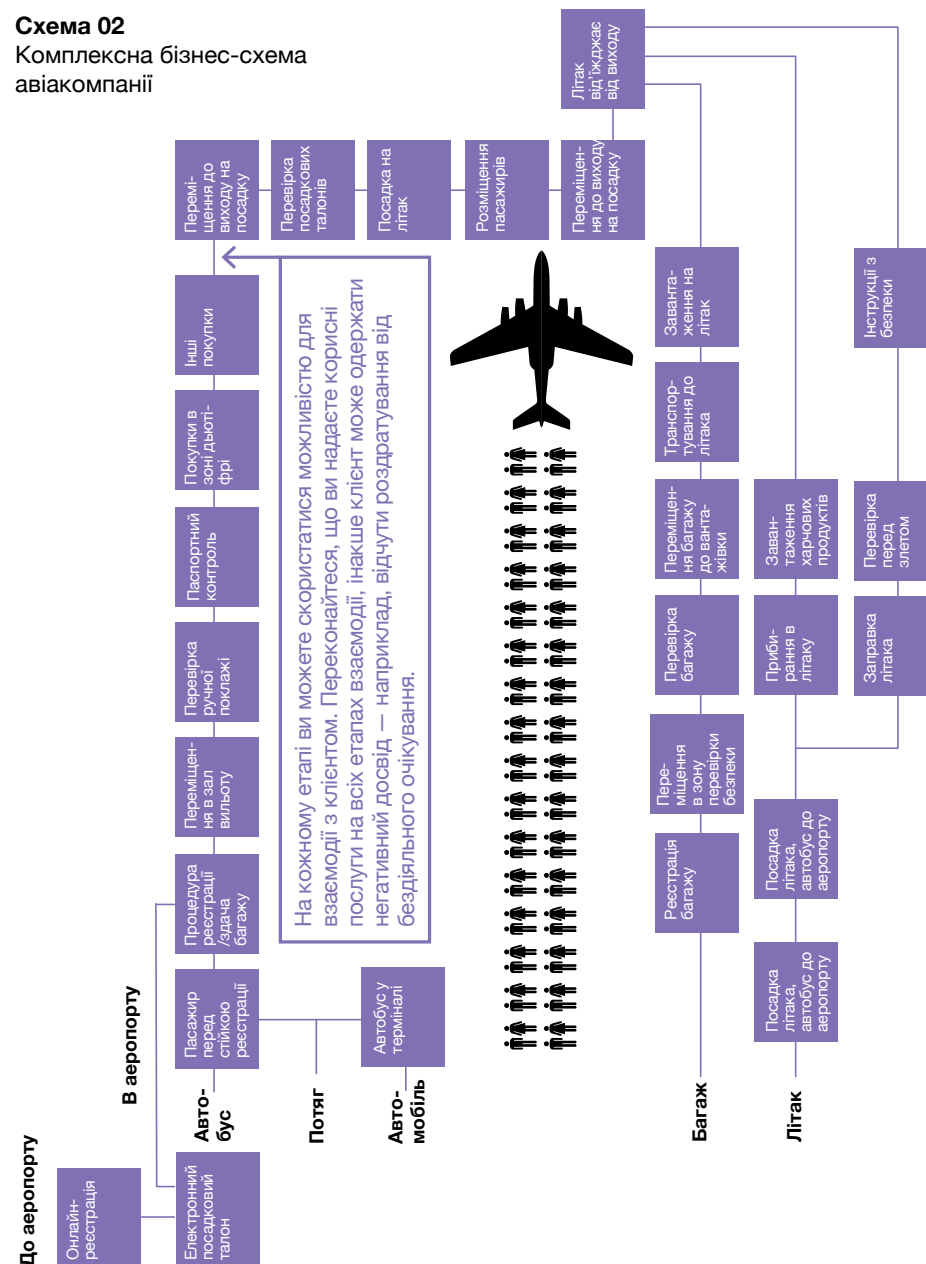 Схема 02
Комплексна бізнес-схема
авіакомпанії
До аеропорту
Онлайн-
реєстрація
Електронний
посадковий
талон
В аеропорту
Авто-
бус
Потяг
Авто-
мобіль
Пасажир
перед
стійкою
реєстрації
Автобус у
терміналі
Процедура
реєстрації
/здача
багажу
Переміщен-
ня в зал
вильоту
Перевірка
ручної
поклажі
Паспортний
контроль
Покупки в
зоні дьюті-
фрі
Інші
покупки
Перемі-
щення до
виходу на
посадку
Перевірка
посадкових
талонів
Посадка на
літак
Розміщення
пасажирів
Переміщен-
ня до виходу
на посадку
Літак
від’їжджає
від виходу
На кожному етапі ви можете скористатися можливістю для
взаємодії з клієнтом. Переконайтеся, що ви надаєте корисні
послуги на всіх етапах взаємодії, інакше клієнт може одержати
негативний досвід — наприклад, відчути роздратування від
бездіяльного очікування.
Багаж
Реєстрація
багажу
Пере-
міщення
в зону
перевірки
безпеки
Перевірка
багажу
Переміщен-
ня багажу
до ванта-
жівки
Транспор-
тування до
літака
Заванта-
ження на
літак
Літак
Посадка
літака,
автобус до
аеропорту
Посадка
літака,
автобус до
аеропорту
Приби-
рання в
літаку
Заван-
таження
харчових
продуктів
Заправка
літака
Перевірка
перед
злетом
Інструкції з
безпеки